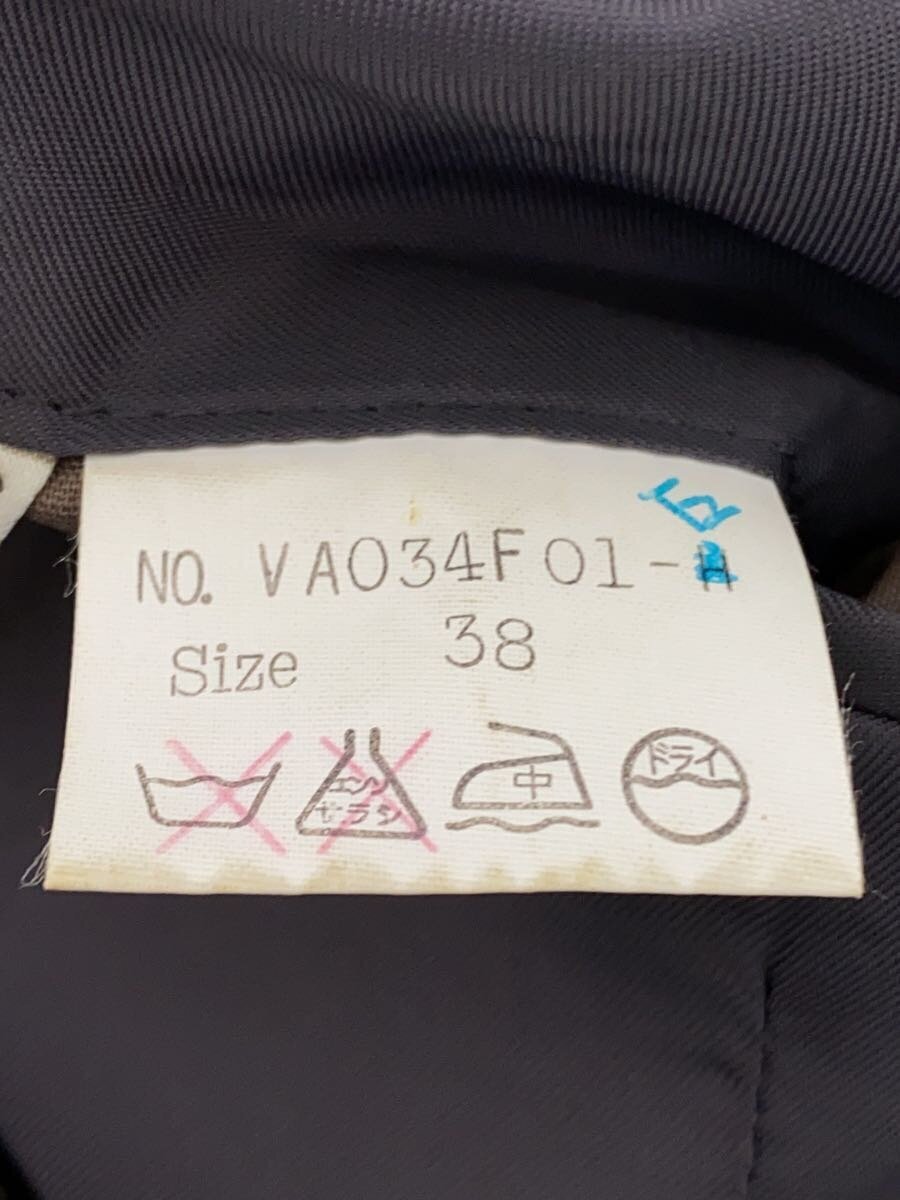 NO. VA034F01-
Size 38
エンソ
サラシ
中
ドライ